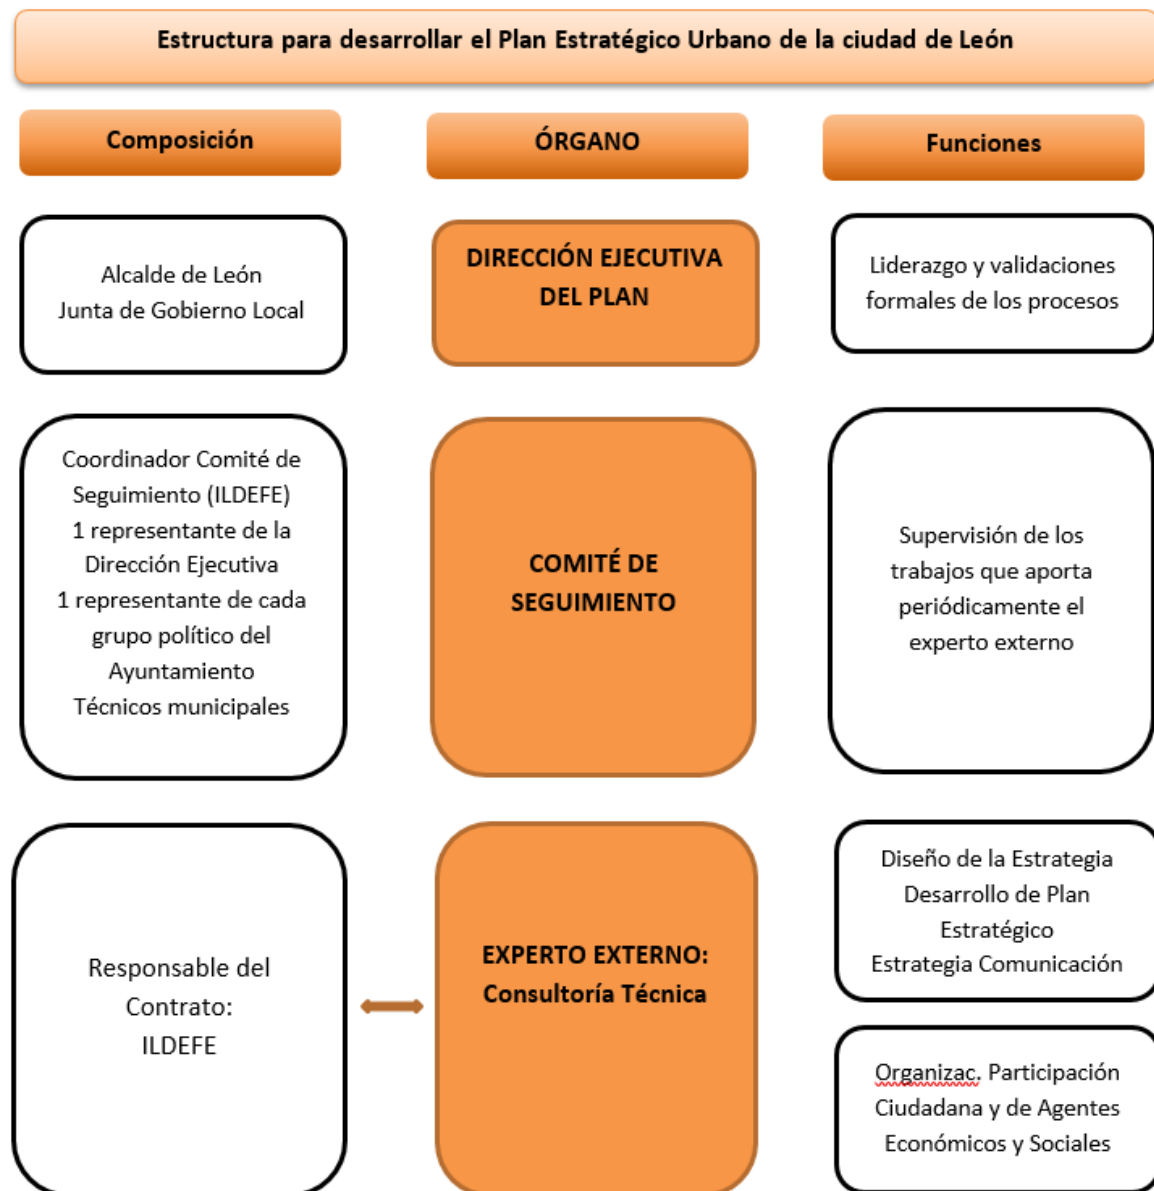 Estructura para desarrollar el Plan Estratégico Urbano de la ciudad de León
Composición
ÓRGANO
Funciones
Alcalde de León
Junta de Gobierno Local
DIRECCIÓN EJECUTIVA
DEL PLAN
Liderazgo y validaciones
formales de los procesos
Coordinador Comité de
Seguimiento (ILDEFE)
1 representante de la
Dirección Ejecutiva
1 representante de cada
grupo político del
Ayuntamiento
Técnicos municipales
COMITÉ DE
SEGUIMIENTO
Supervisión de los
trabajos que aporta
periódicamente el
experto externo
Responsable del
Contrato:
ILDEFE
EXPERTO EXTERNO:
Consultoría Técnica
Diseño de la Estrategia
Desarrollo de Plan
Estratégico
Estrategia Comunicación
Organizac. Participación
Ciudadana y de Agentes
Económicos y Sociales